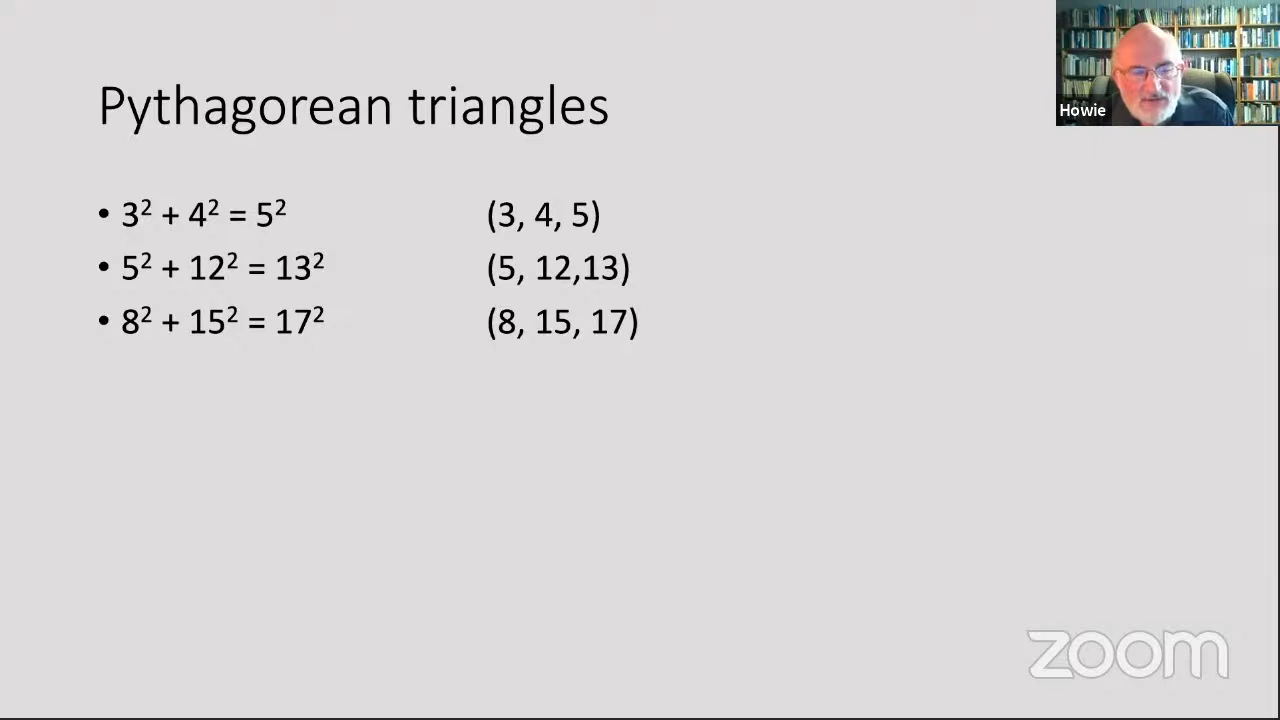 Pythagorean triangles
Howie
• 3² + 4² = 5² (3, 4, 5)
• 5² + 12² = 13² (5, 12,13)
• 8² + 15² = 17² (8, 15, 17)
zoom